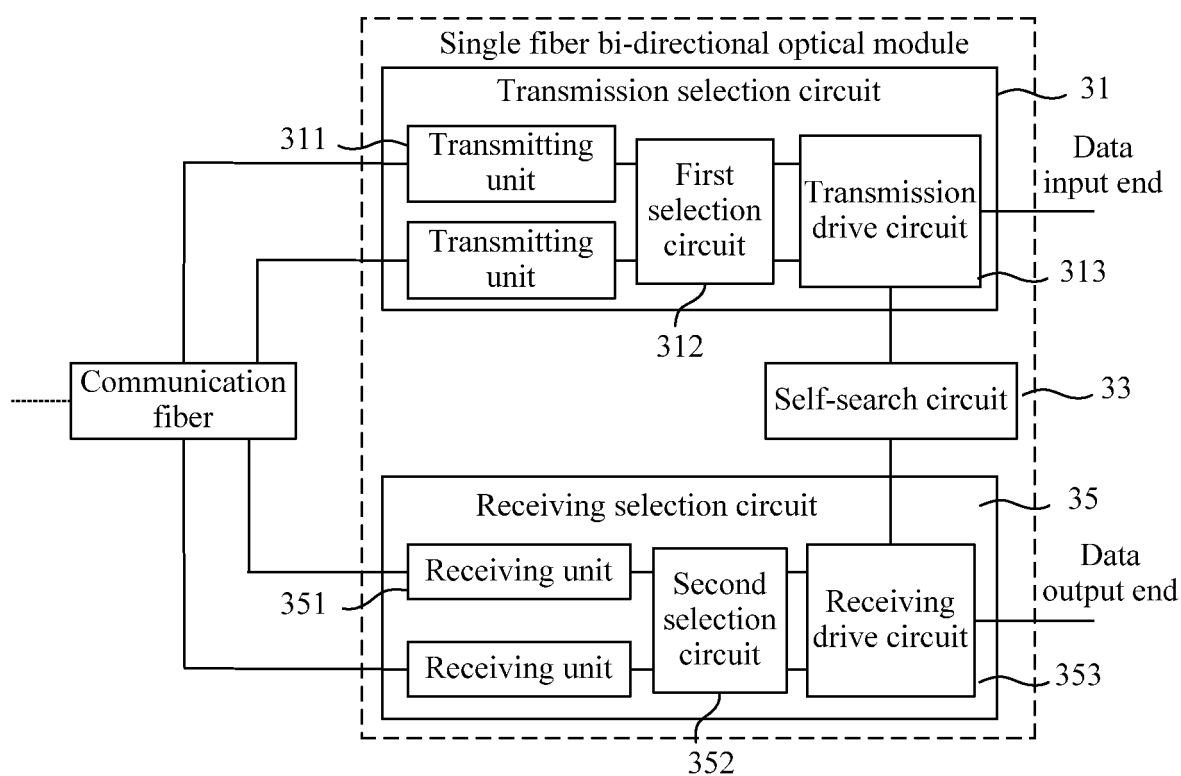 Single fiber bi-directional optical module
Transmission selection circuit
31
311
Transmitting
unit
First
selection
circuit
Transmission
drive circuit
Data
input end
Transmitting
unit
313
312
Communication
fiber
Self-search circuit
33
Receiving selection circuit
35
Receiving unit
351
Second
selection
circuit
Receiving
drive circuit
Data
output end
Receiving unit
353
352